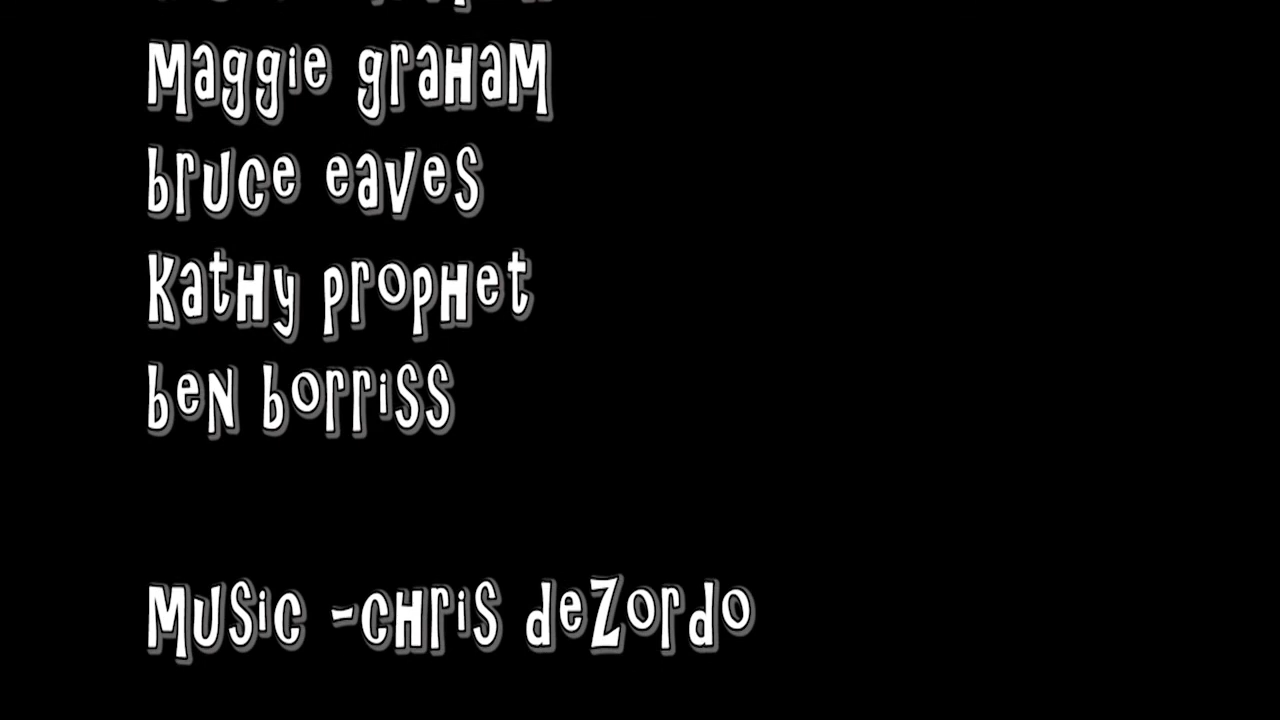 Maggie graham
bruce eaves
Kathy prophet
ben borriss
Music -chris dezordo